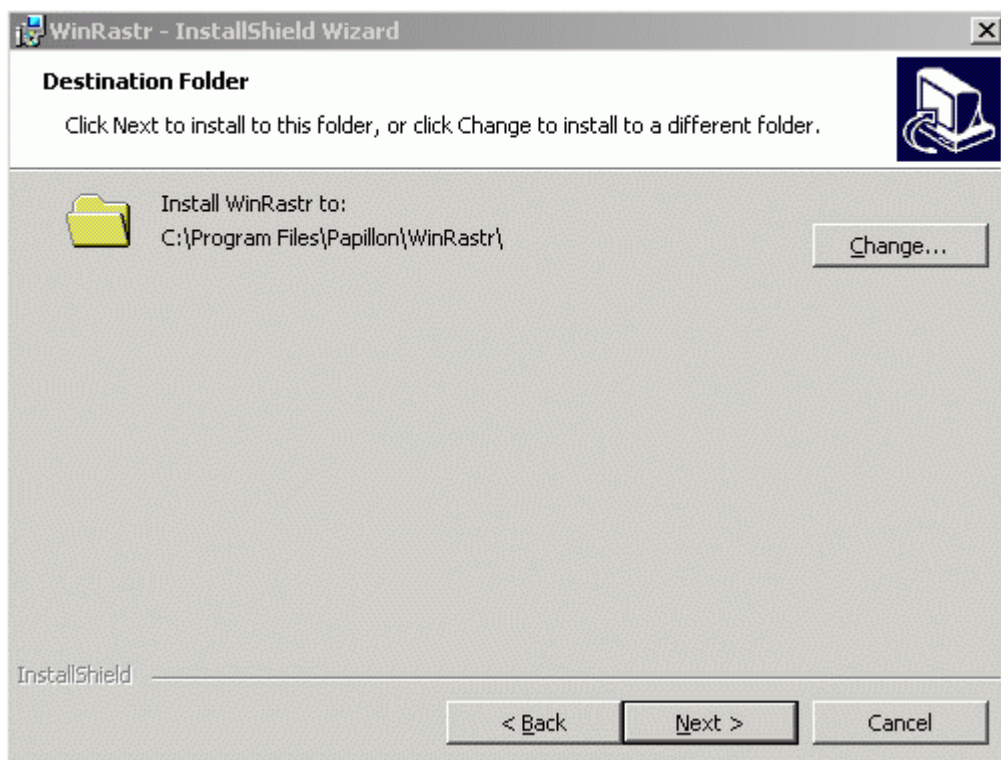 WinRastr - InstallShield Wizard
Destination Folder
Click Next to install to this folder, or click Change to install to a different folder.
Install WinRastr to:
C:\Program Files\Papillon\WinRastr\
Change...
InstallShield
< Back
Next >
Cancel